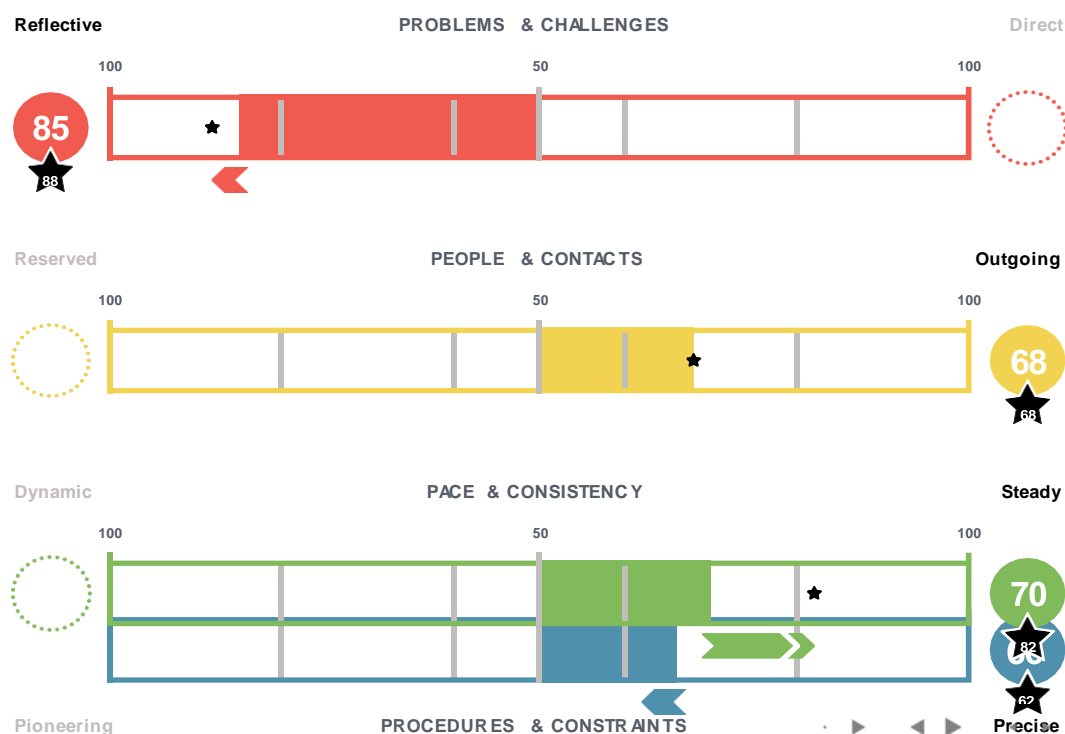 Reflective PROBLEMS & CHALLENGES Direct
100 50 100
85
88
Reserved PEOPLE & CONTACTS Outgoing
100 50 100
68
68
Dynamic PACE & CONSISTENCY Steady
100 50 100
70
82
62
Pioneering PROCEDURES & CONSTRAINTS Precise